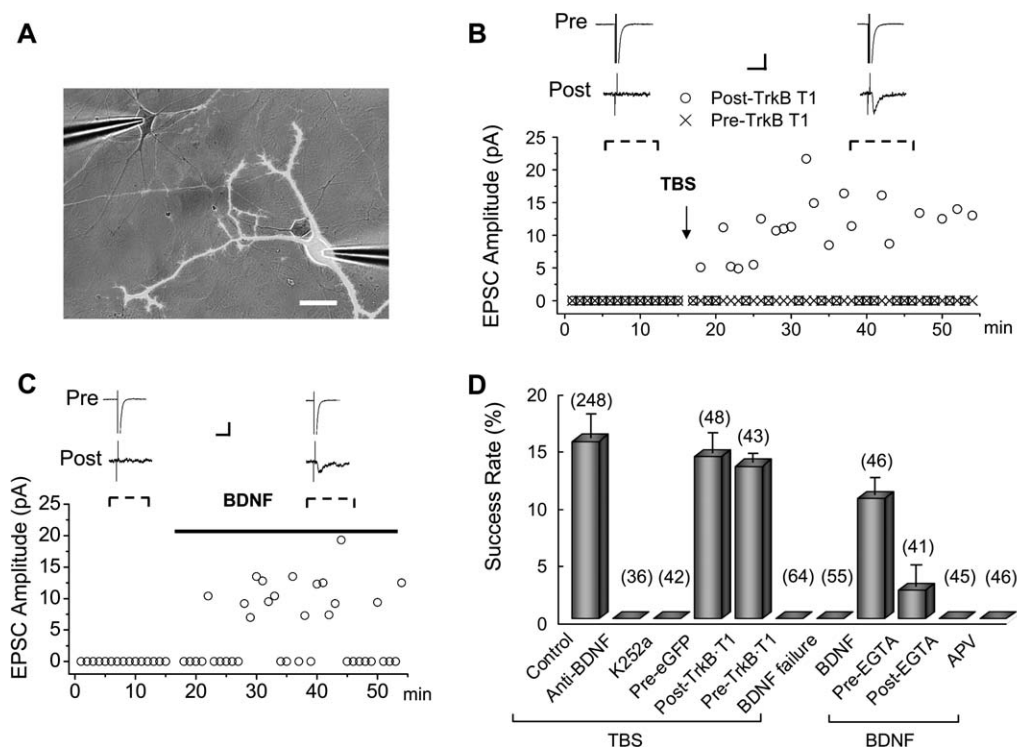 A
B
Pre
Post
○ Post-TrkB T1
× Pre-TrkB T1
EPSC Amplitude (pA)
25
20
15
10
5
0
TBS
0 10 20 30 40 50 min
C
Pre
Post
BDNF
EPSC Amplitude (pA)
25
20
15
10
5
0
0 10 20 30 40 50 min
D
Success Rate (%)
20
15
10
5
0
(248)
(36)
(42)
(48)
(43)
(64)
(55)
(46)
(41)
(45)
(46)
Control
Anti-BDNF
K252a
Pre-eGFP
Post-TrkB-T1
Pre-TrkB-T1
BDNF failure
BDNF
Pre-EGTA
Post-EGTA
APV
TBS
BDNF